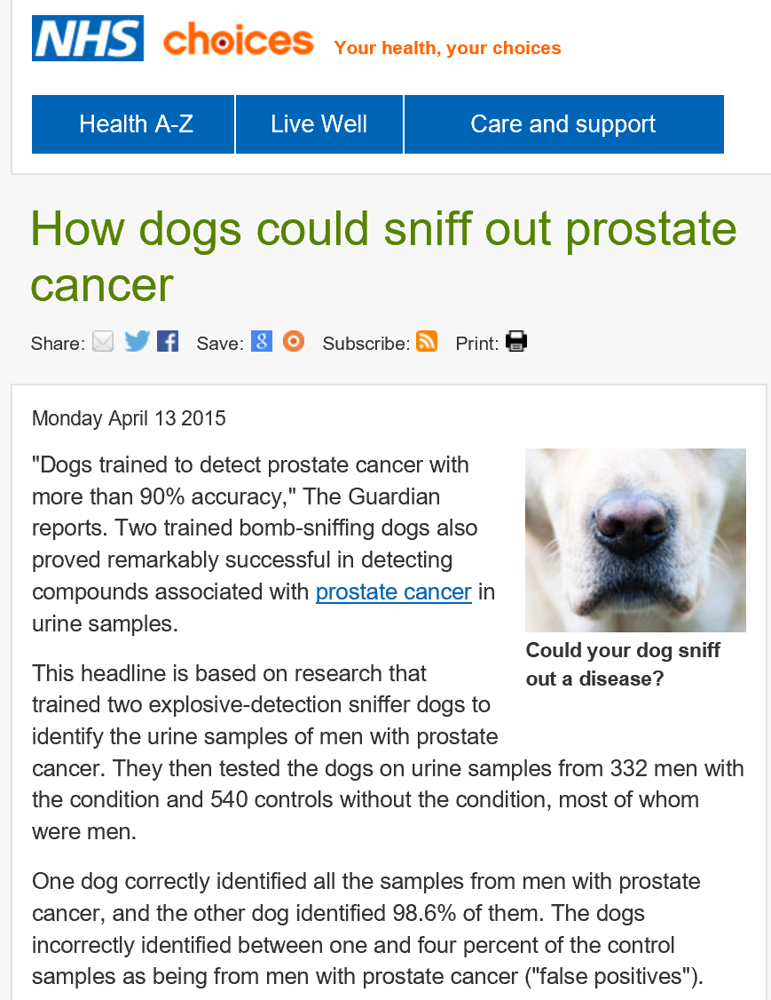 NHS choices Your health, your choices
Health A-Z Live Well Care and support
How dogs could sniff out prostate
cancer
Share: Save: 8 Subscribe: Print:
Monday April 13 2015
"Dogs trained to detect prostate cancer with
more than 90% accuracy," The Guardian
reports. Two trained bomb-sniffing dogs also
proved remarkably successful in detecting
compounds associated with prostate cancer in
urine samples.
Could your dog sniff
out a disease?
This headline is based on research that
trained two explosive-detection sniffer dogs to
identify the urine samples of men with prostate
cancer. They then tested the dogs on urine samples from 332 men with
the condition and 540 controls without the condition, most of whom
were men.
One dog correctly identified all the samples from men with prostate
cancer, and the other dog identified 98.6% of them. The dogs
incorrectly identified between one and four percent of the control
samples as being from men with prostate cancer ("false positives").